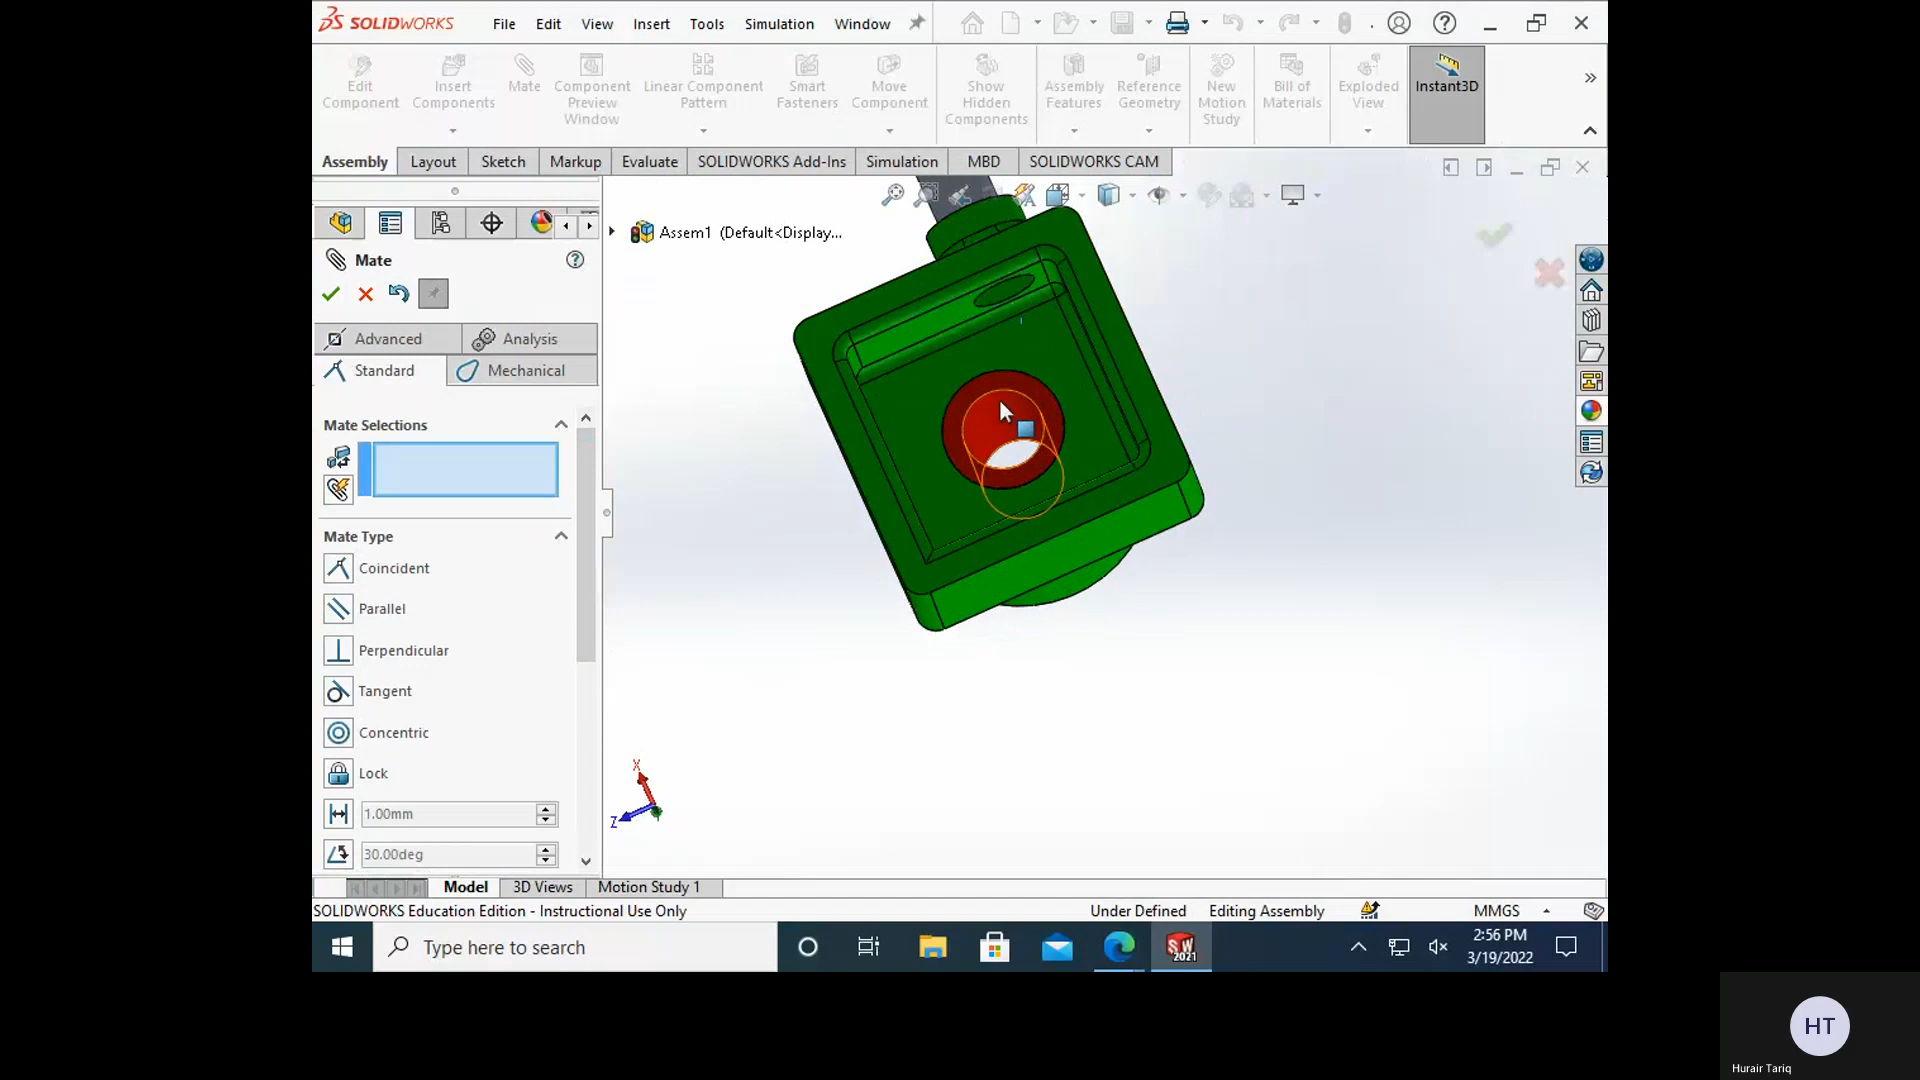 SOLIDWORKS
File Edit View Insert Tools Simulation Window
Edit Component
Insert Components
Mate
Component Preview Window
Linear Component Pattern
Smart Fasteners
Move Component
Show Hidden Components
Assembly Features
Reference Geometry
New Motion Study
Bill of Materials
Exploded View
Instant3D
Assembly Layout Sketch Markup Evaluate SOLIDWORKS Add-Ins Simulation MBD SOLIDWORKS CAM
Assem1 (Default<Display...
Mate
Advanced Analysis
Standard Mechanical
Mate Selections
Mate Type
Coincident
Parallel
Perpendicular
Tangent
Concentric
Lock
1.00mm
30.00deg
X
Z
Y
Model 3D Views Motion Study 1
SOLIDWORKS Education Edition - Instructional Use Only Under Defined Editing Assembly MMGS
Type here to search
SW
2021
2:56 PM
3/19/2022
HT
Hurair Tariq